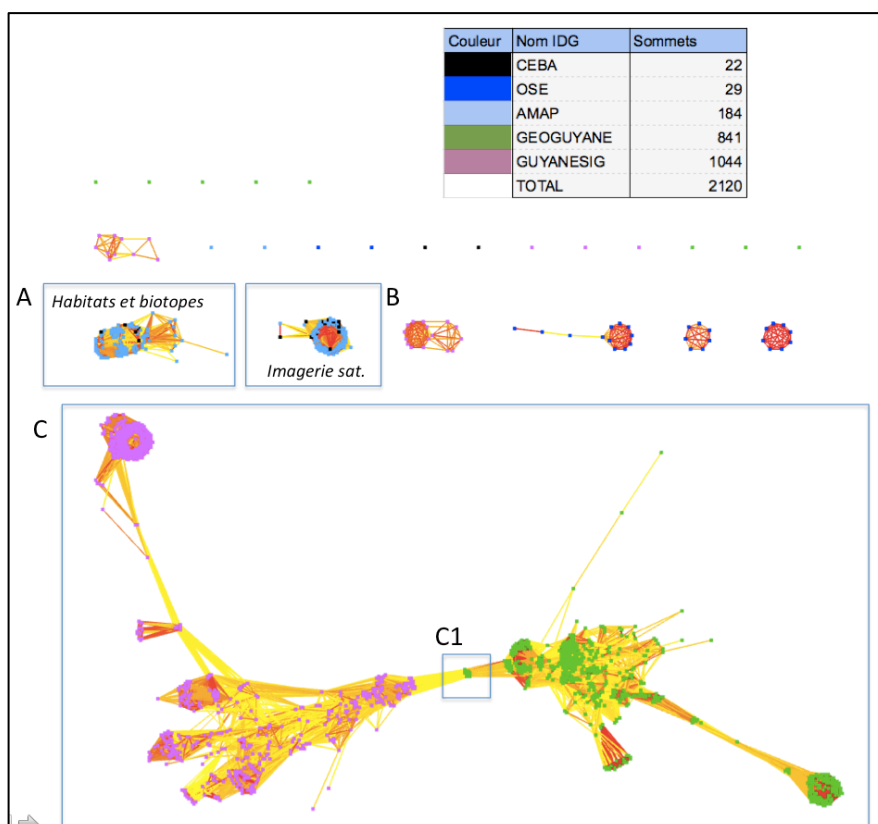 Couleur Nom IDG Sommets
CEBA 22
OSE 29
AMAP 184
GEOGUYANE 841
GUYANESIG 1044
TOTAL 2120
A
Habitats et biotopes
Imagerie sat.
B
C
C1